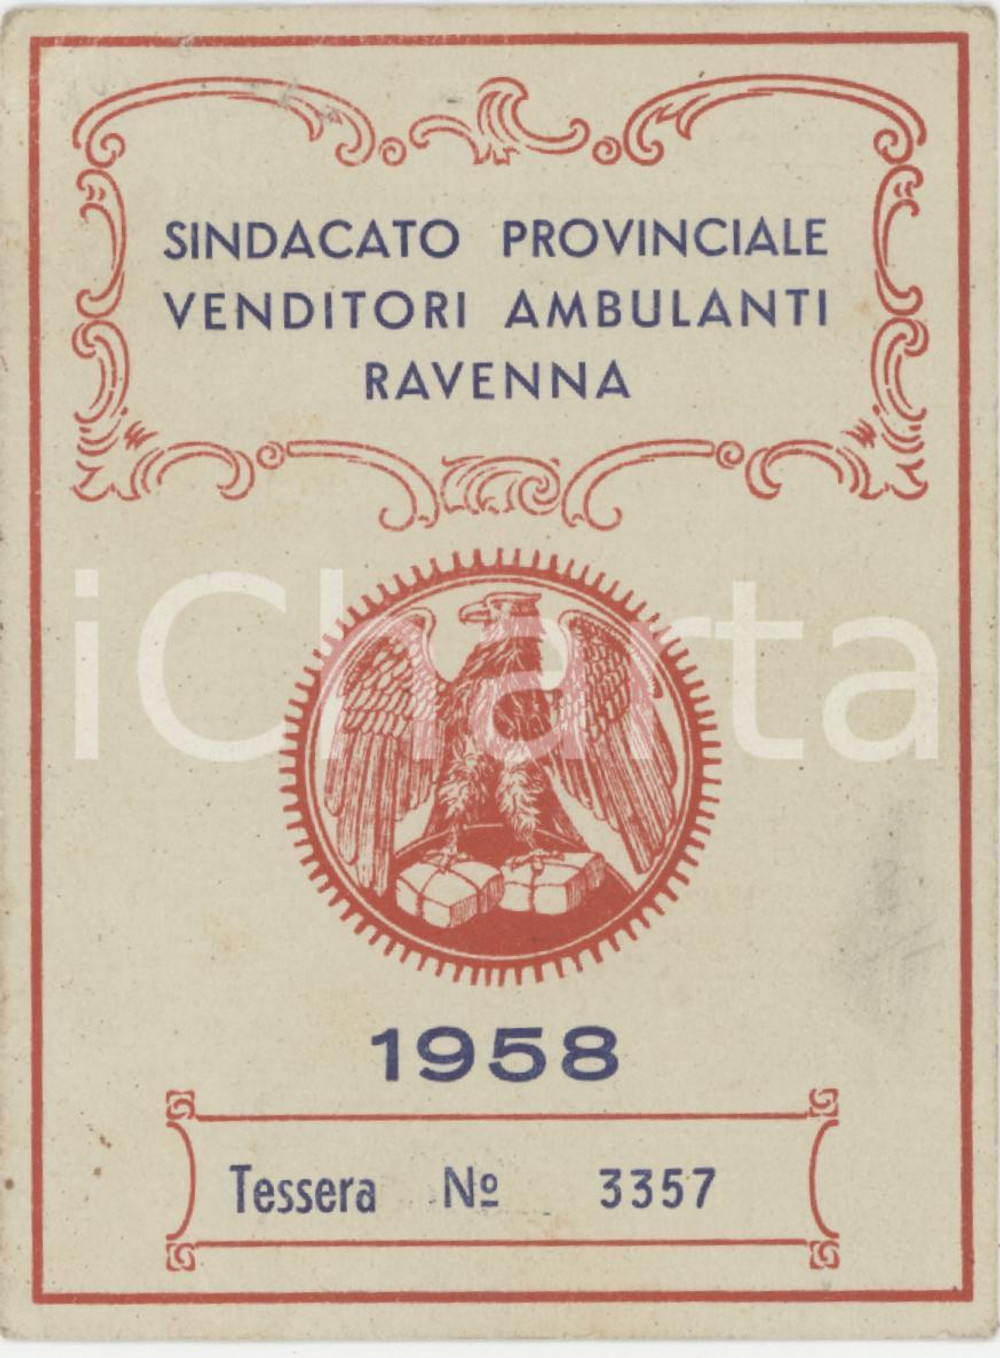 SINDACATO PROVINCIALE
VENDITORI AMBULANTI
RAVENNA
iCharta
1958
Tessera Nº 3357